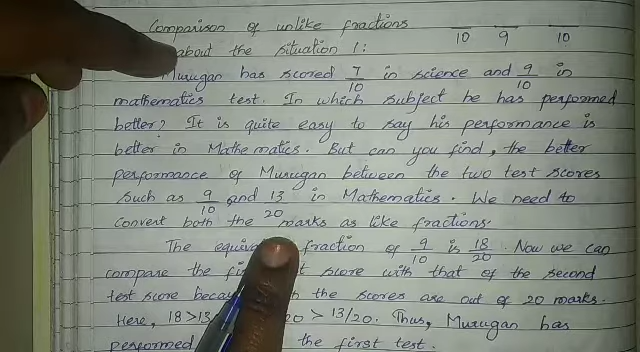 Comparison of unlike fractions
10 9 10
about the situation 1:
Murugan has scored 7/10 in science and 9/10 in
mathematics test. In which subject he has performed
better? It is quite easy to say his performance is
better in Mathematics. But can you find, the better
performance of Murugan between the two test scores
such as 9/10 and 13/20 in Mathematics. We need to
convert both the marks as like fractions.
The fraction of 9/10 is 18/20. Now we can
compare the score with that of the second
test score the scores are out of 20 marks.
Here, 18>13 20 > 13/20. Thus, Murugan has
performed the first test.